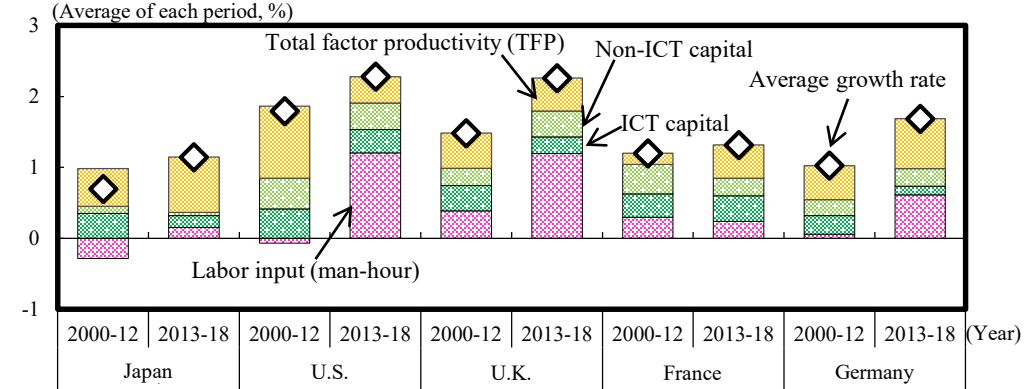 (Average of each period, %)
3
Total factor productivity (TFP)
Non-ICT capital
Average growth rate
2
ICT capital
1
0
Labor input (man-hour)
-1
2000-12 2013-18 2000-12 2013-18 2000-12 2013-18 2000-12 2013-18 2000-12 2013-18 (Year)
Japan U.S. U.K. France Germany